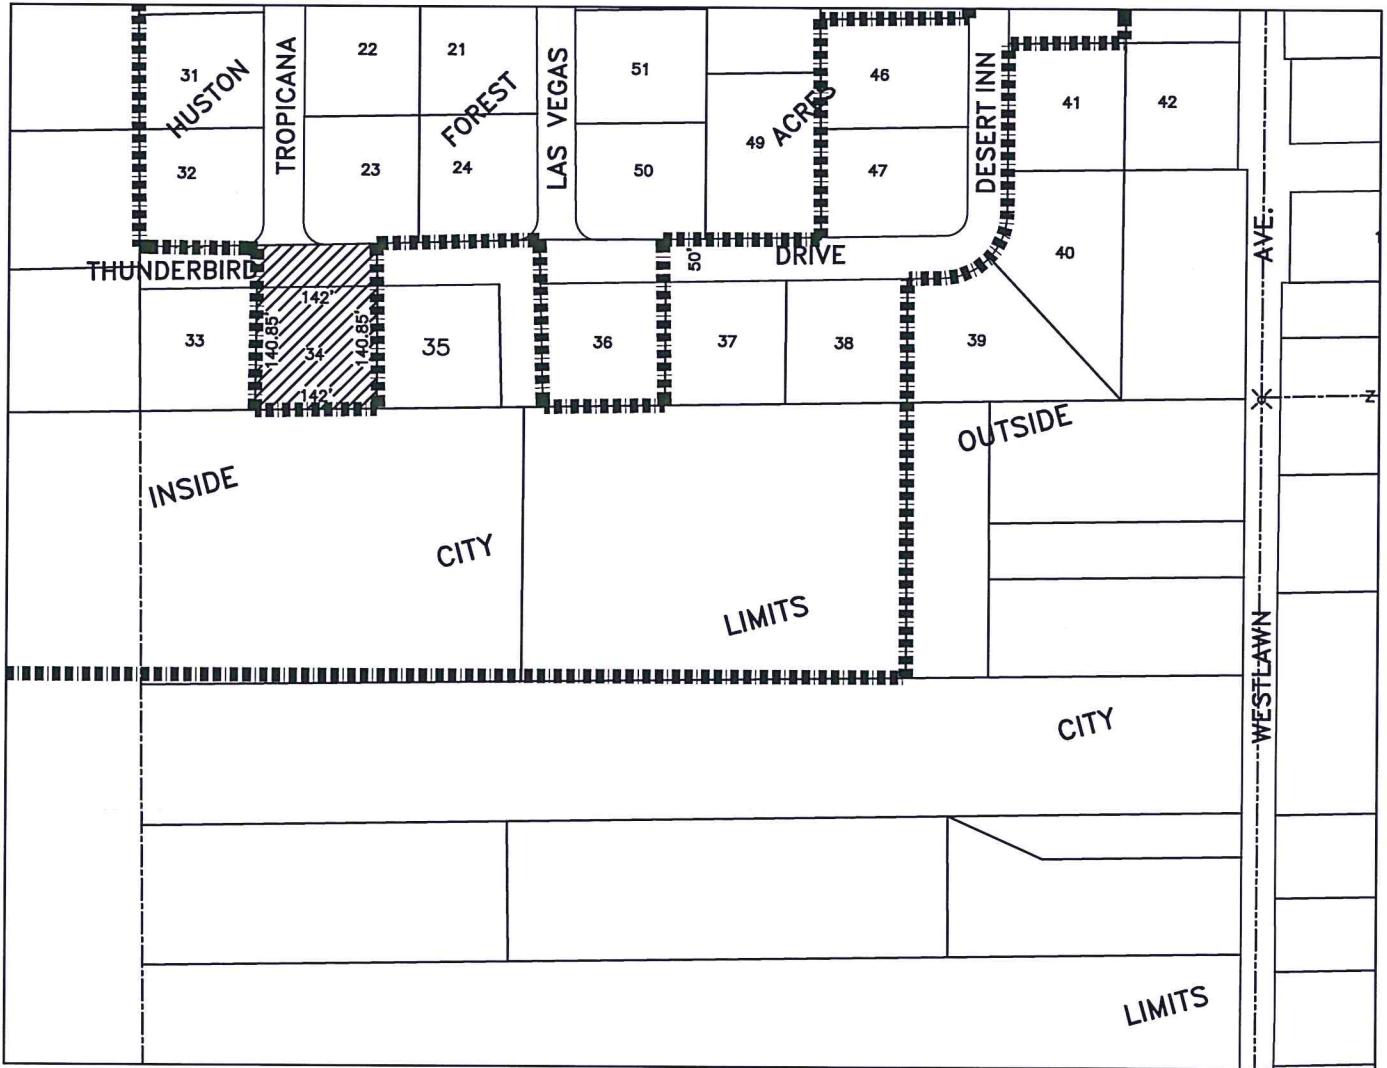 31
HUSTON
32
TROPICANA
22
21
FOREST
23
24
LAS VEGAS
51
50
49
ACRES
46
47
DESERT INN
41
42
40
AVE.
THUNDERBIRD
50'
DRIVE
33
142'
140.85'
34
140.85'
142'
35
36
37
38
39
Z
1
INSIDE
CITY
LIMITS
OUTSIDE
CITY
LIMITS
WESTLAWN